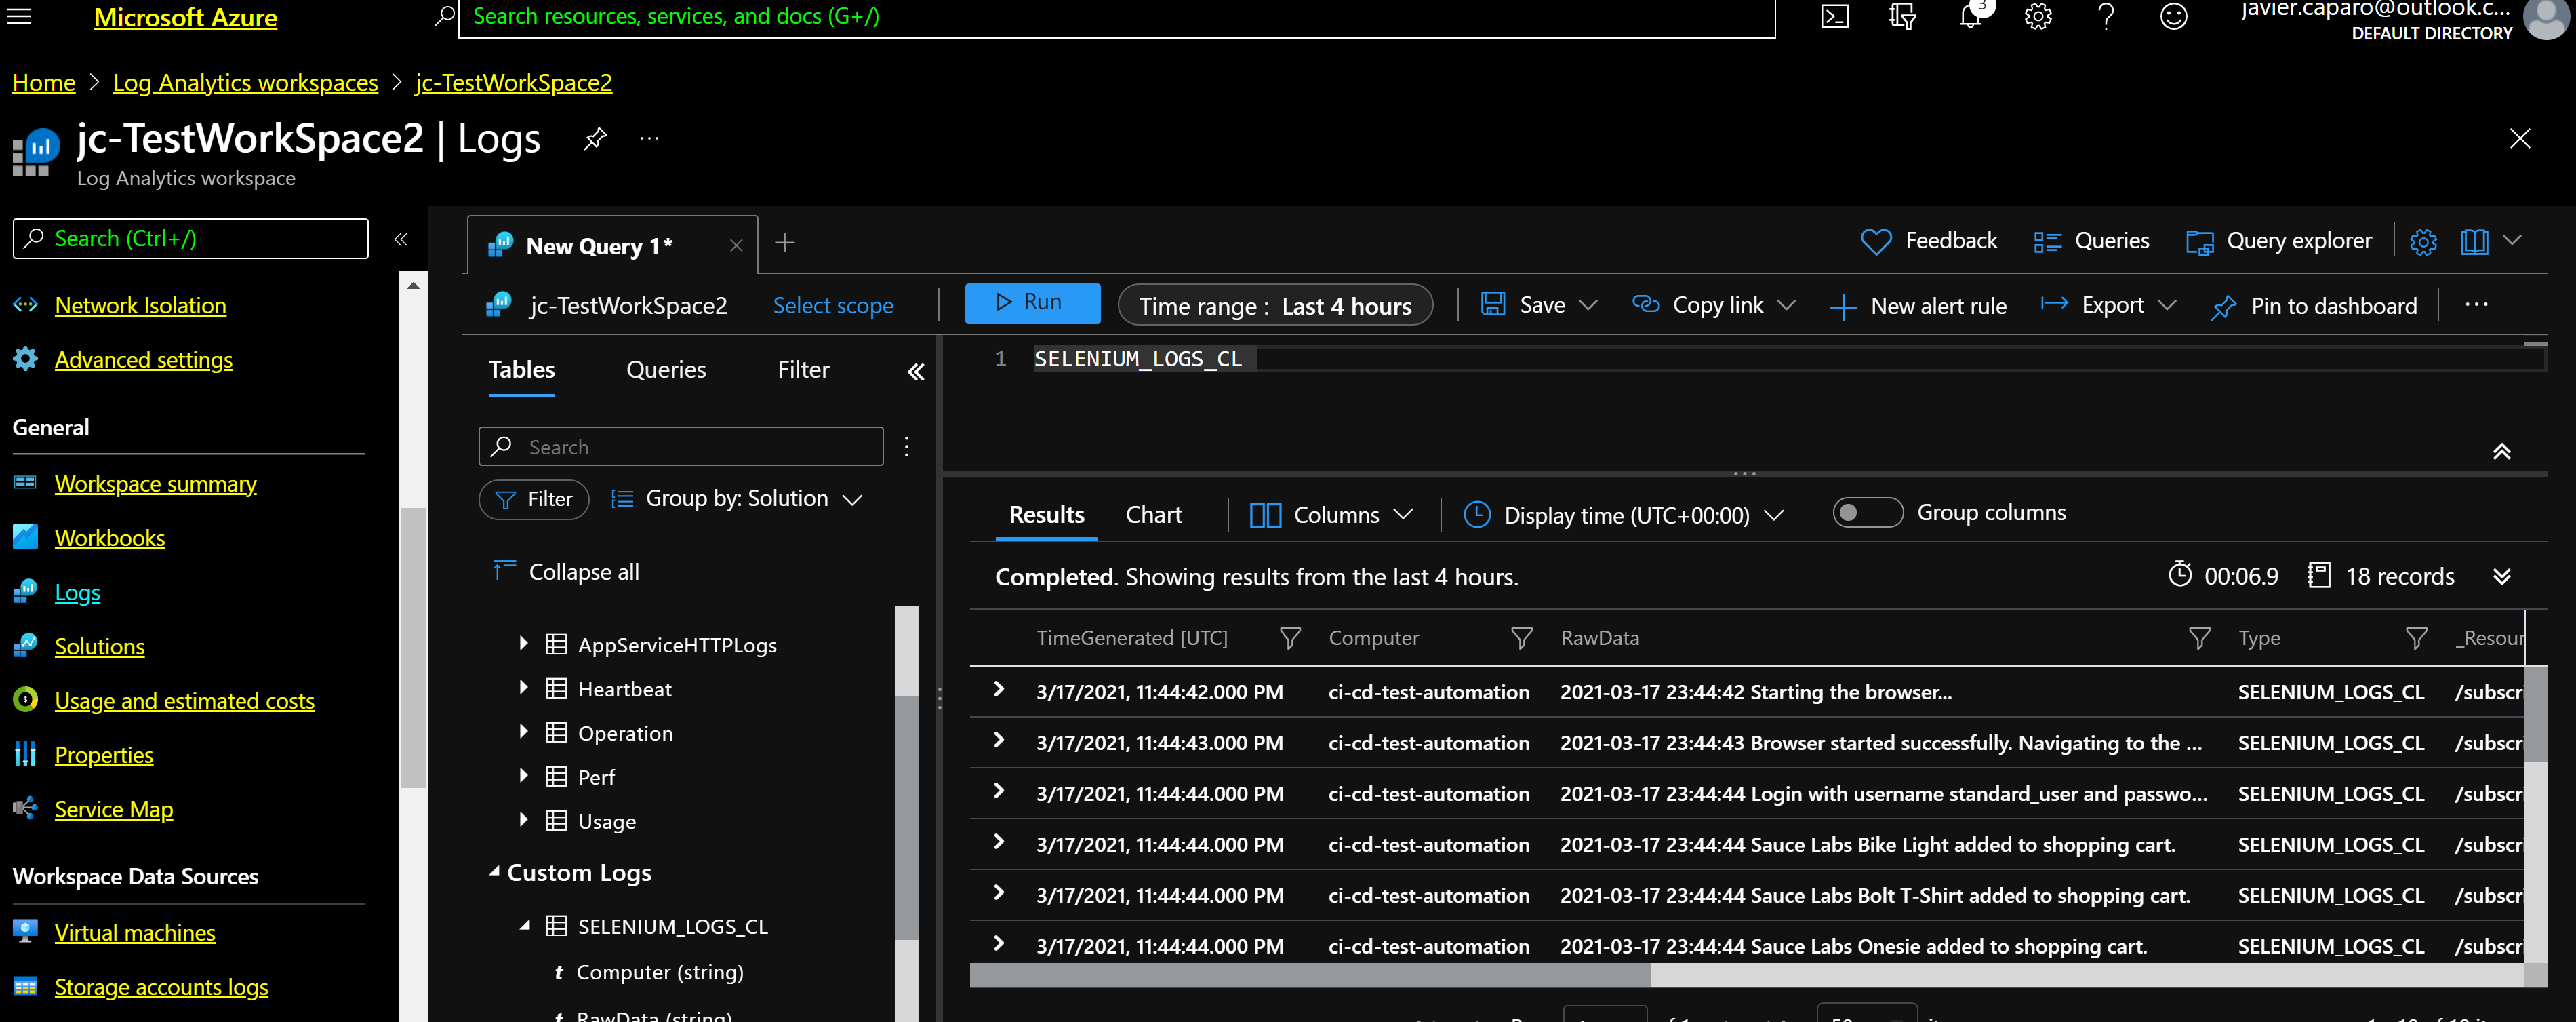 Microsoft Azure
Search resources, services, and docs (G+/)
3
javier.caparo@outlook.c...
DEFAULT DIRECTORY
Home > Log Analytics workspaces > jc-TestWorkSpace2
jc-TestWorkSpace2 | Logs
Log Analytics workspace
Search (Ctrl+/)
Network Isolation
Advanced settings
General
Workspace summary
Workbooks
Logs
Solutions
Usage and estimated costs
Properties
Service Map
Workspace Data Sources
Virtual machines
Storage accounts logs
New Query 1*
Feedback
Queries
Query explorer
jc-TestWorkSpace2
Select scope
Run
Time range : Last 4 hours
Save
Copy link
New alert rule
Export
Pin to dashboard
Tables
Queries
Filter
Search
Filter
Group by: Solution
Collapse all
AppServiceHTTPLogs
Heartbeat
Operation
Perf
Usage
Custom Logs
SELENIUM_LOGS_CL
t Computer (string)
t RawData (string)
1 SELENIUM_LOGS_CL
Results
Chart
Columns
Display time (UTC+00:00)
Group columns
Completed. Showing results from the last 4 hours.
00:06.9
18 records
TimeGenerated [UTC] Computer RawData Type _Resour
3/17/2021, 11:44:42.000 PM ci-cd-test-automation 2021-03-17 23:44:42 Starting the browser... SELENIUM_LOGS_CL /subscr
3/17/2021, 11:44:43.000 PM ci-cd-test-automation 2021-03-17 23:44:43 Browser started successfully. Navigating to the ... SELENIUM_LOGS_CL /subscr
3/17/2021, 11:44:44.000 PM ci-cd-test-automation 2021-03-17 23:44:44 Login with username standard_user and passwo... SELENIUM_LOGS_CL /subscr
3/17/2021, 11:44:44.000 PM ci-cd-test-automation 2021-03-17 23:44:44 Sauce Labs Bike Light added to shopping cart. SELENIUM_LOGS_CL /subscr
3/17/2021, 11:44:44.000 PM ci-cd-test-automation 2021-03-17 23:44:44 Sauce Labs Bolt T-Shirt added to shopping cart. SELENIUM_LOGS_CL /subscr
3/17/2021, 11:44:44.000 PM ci-cd-test-automation 2021-03-17 23:44:44 Sauce Labs Onesie added to shopping cart. SELENIUM_LOGS_CL /subscr